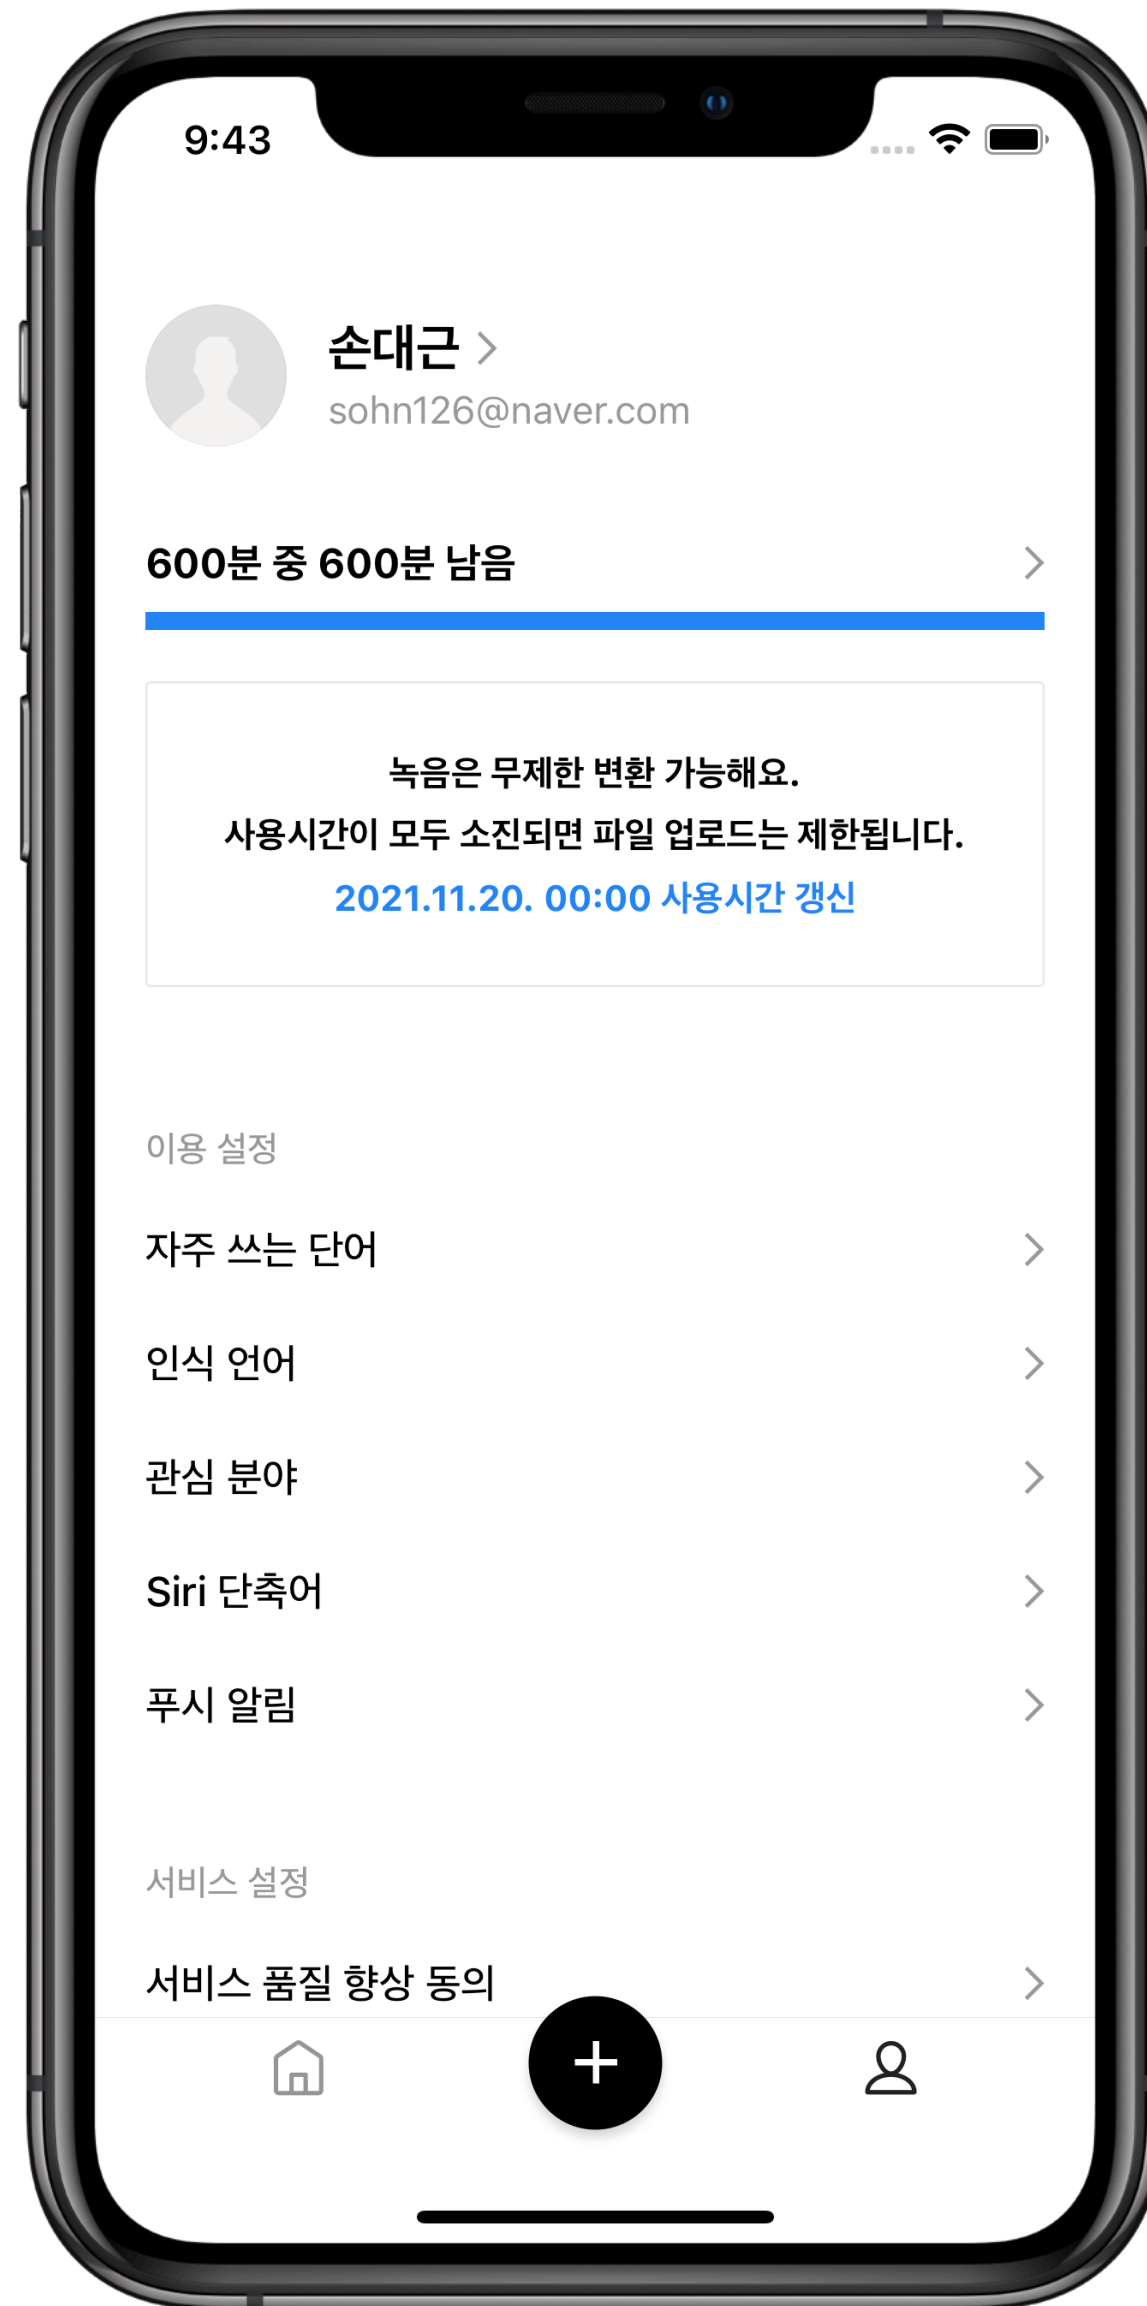 9:43
손대근
sohn126@naver.com
600분 중 600분 남음
녹음은 무제한 변환 가능해요.
사용시간이 모두 소진되면 파일 업로드는 제한됩니다.
2021.11.20. 00:00 사용시간 갱신
이용 설정
자주 쓰는 단어
인식 언어
관심 분야
Siri 단축어
푸시 알림
서비스 설정
서비스 품질 향상 동의